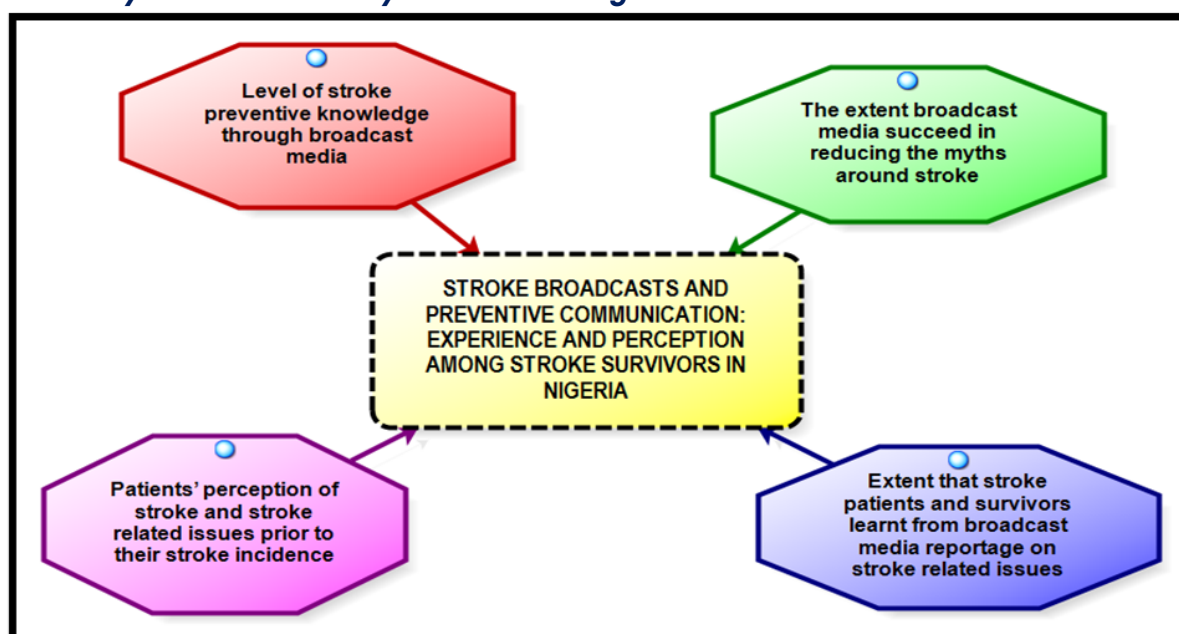 Level of stroke
preventive knowledge
through broadcast
media
The extent broadcast
media succeed in
reducing the myths
around stroke
STROKE BROADCASTS AND
PREVENTIVE COMMUNICATION:
EXPERIENCE AND PERCEPTION
AMONG STROKE SURVIVORS IN
NIGERIA
Patients’ perception of
stroke and stroke
related issues prior to
their stroke incidence
Extent that stroke
patients and survivors
learnt from broadcast
media reportage on
stroke related issues